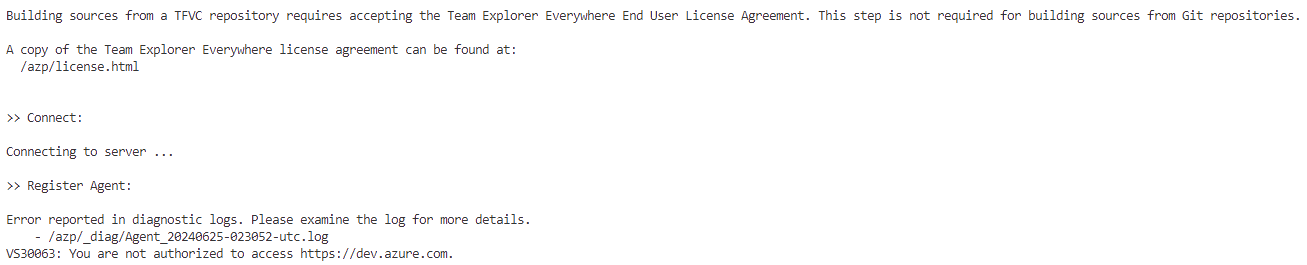 Building sources from a TFVC repository requires accepting the Team Explorer Everywhere End User License Agreement. This step is not required for building sources from Git repositories.
A copy of the Team Explorer Everywhere license agreement can be found at:
/azp/license.html
>> Connect:
Connecting to server ...
>> Register Agent:
Error reported in diagnostic logs. Please examine the log for more details.
- /azp/_diag/Agent_20240625-023052-utc.log
VS30063: You are not authorized to access https://dev.azure.com.